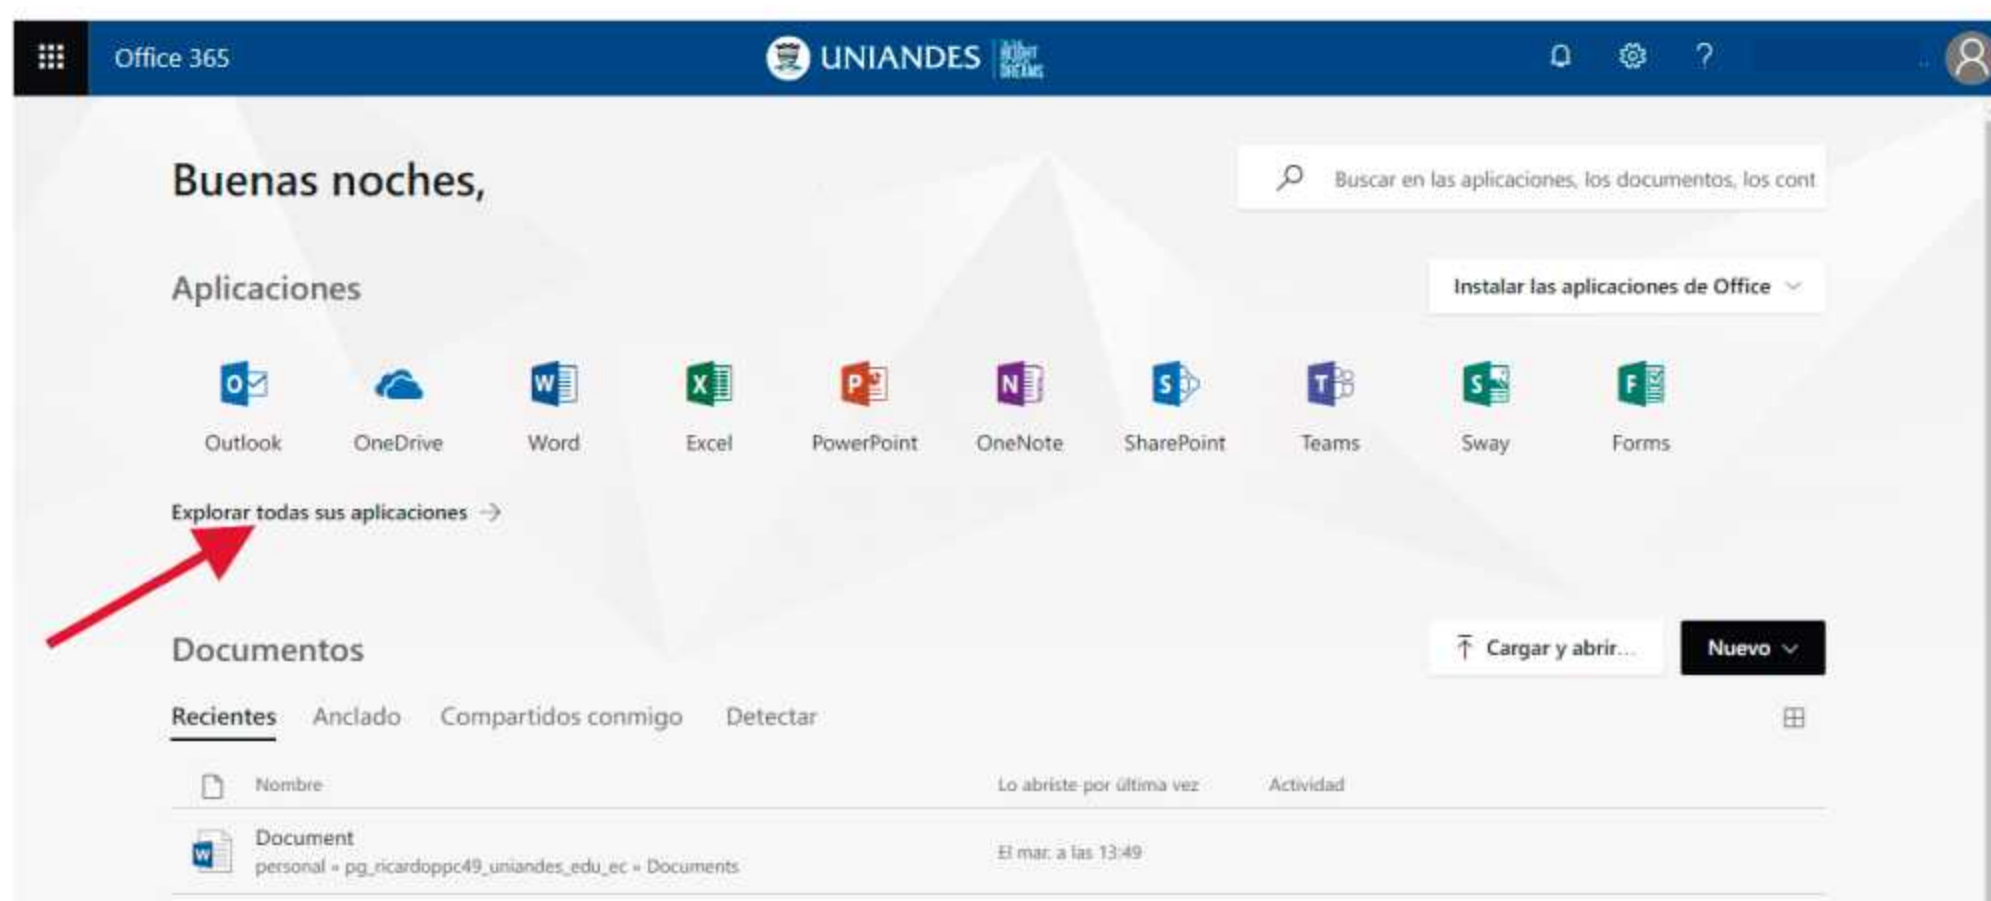 Office 365
UNIANDES
Buenas noches,
Buscar en las aplicaciones, los documentos, los cont
Aplicaciones
Instalar las aplicaciones de Office
Outlook OneDrive Word Excel PowerPoint OneNote SharePoint Teams Sway Forms
Explorar todas sus aplicaciones →
Documentos
Cargar y abrir...
Nuevo
Recientes Anclado Compartidos conmigo Detectar
Nombre Lo abriste por última vez Actividad
Document
personal » pg_ricardoppc49_uniandes_edu_ec » Documents
El mar. a las 13:49